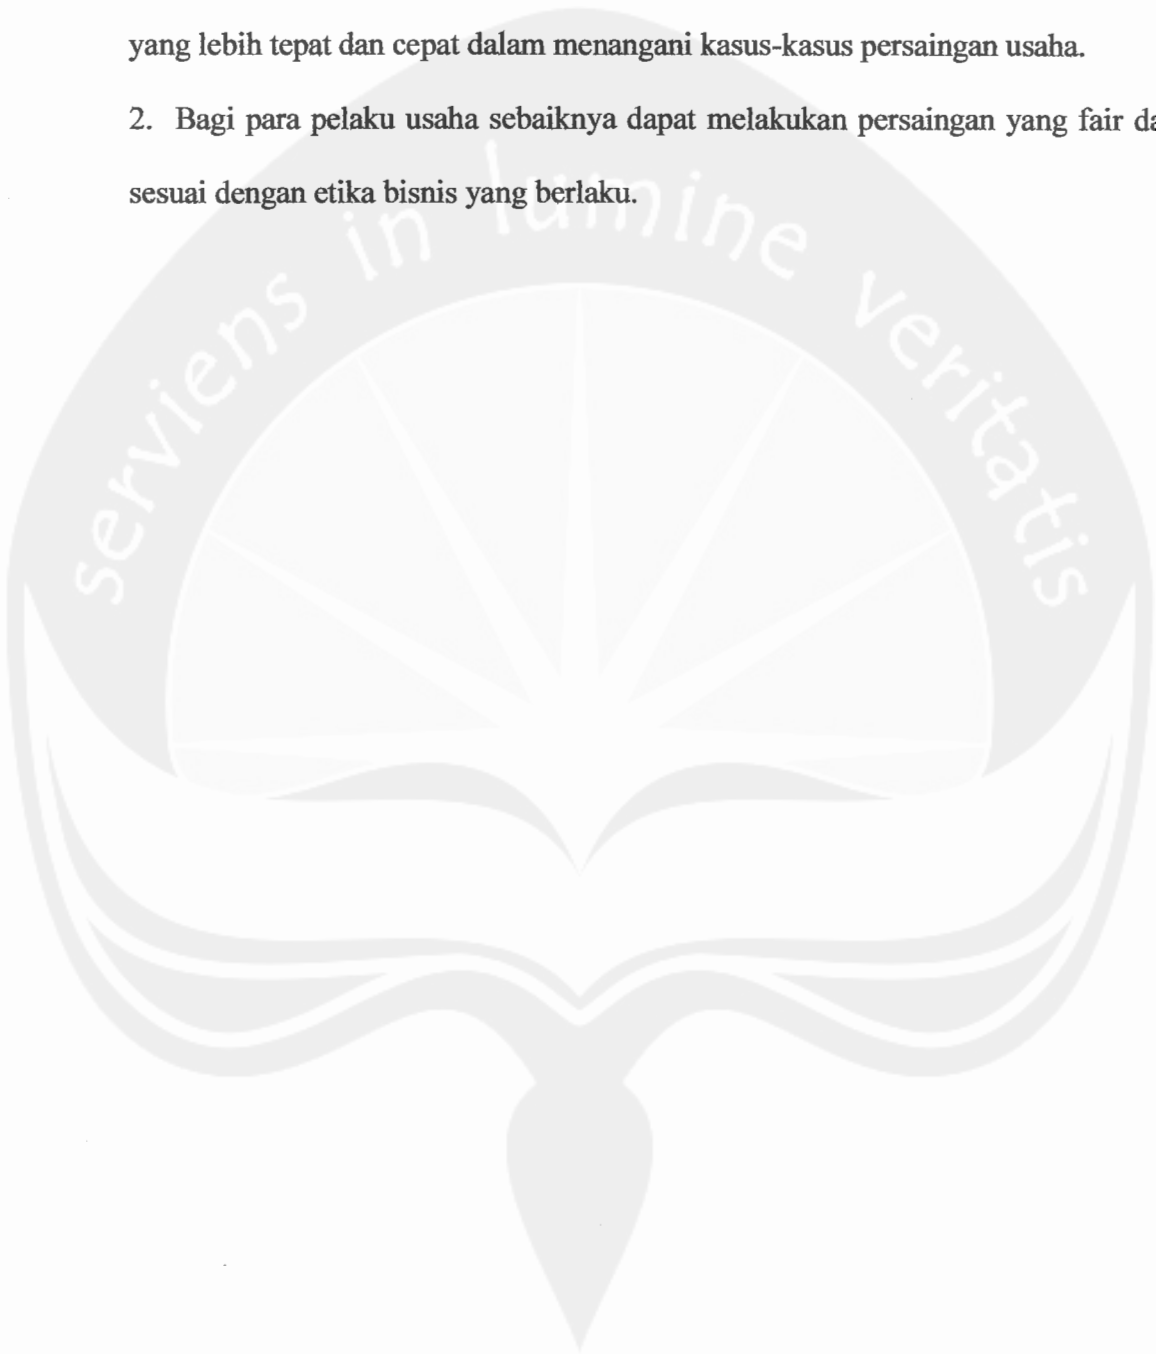 yang lebih tepat dan cepat dalam menangani kasus-kasus persaingan usaha.
2. Bagi para pelaku usaha sebaiknya dapat melakukan persaingan yang fair da
sesuai dengan etika bisnis yang berlaku.
serviens in lumine veritatis